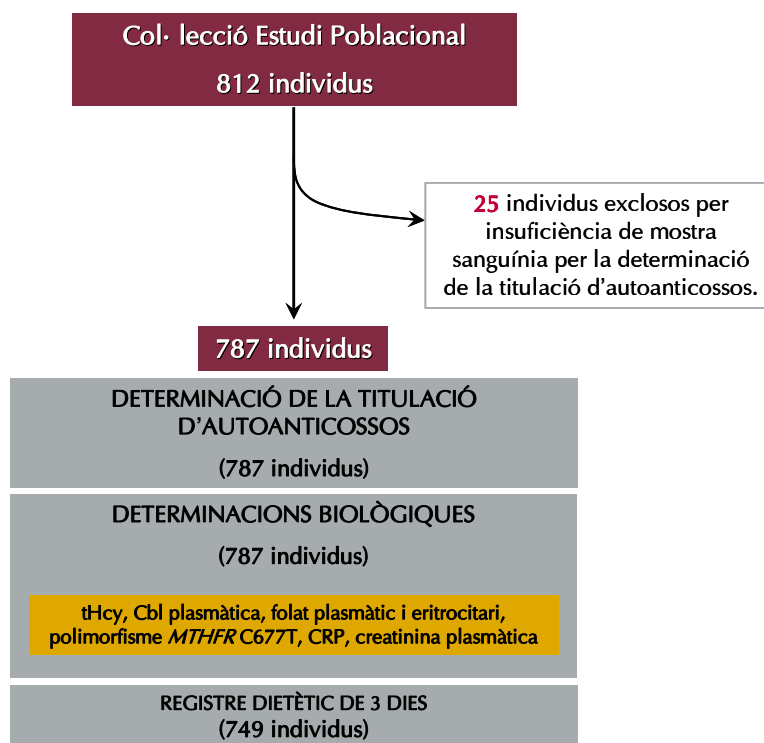 Col· lecció Estudi Poblacional
812 individus
25 individus exclosos per
insuficiència de mostra
sanguínia per la determinació
de la titulació d'autoanticossos.
787 individus
DETERMINACIÓ DE LA TITULACIÓ
D'AUTOANTICOSSOS
(787 individus)
DETERMINACIONS BIOLÒGIQUES
(787 individus)
tHcy, Cbl plasmàtica, folat plasmàtic i eritrocitari,
polimorfisme MTHFR C677T, CRP, creatinina plasmàtica
REGISTRE DIETÈTIC DE 3 DIES
(749 individus)